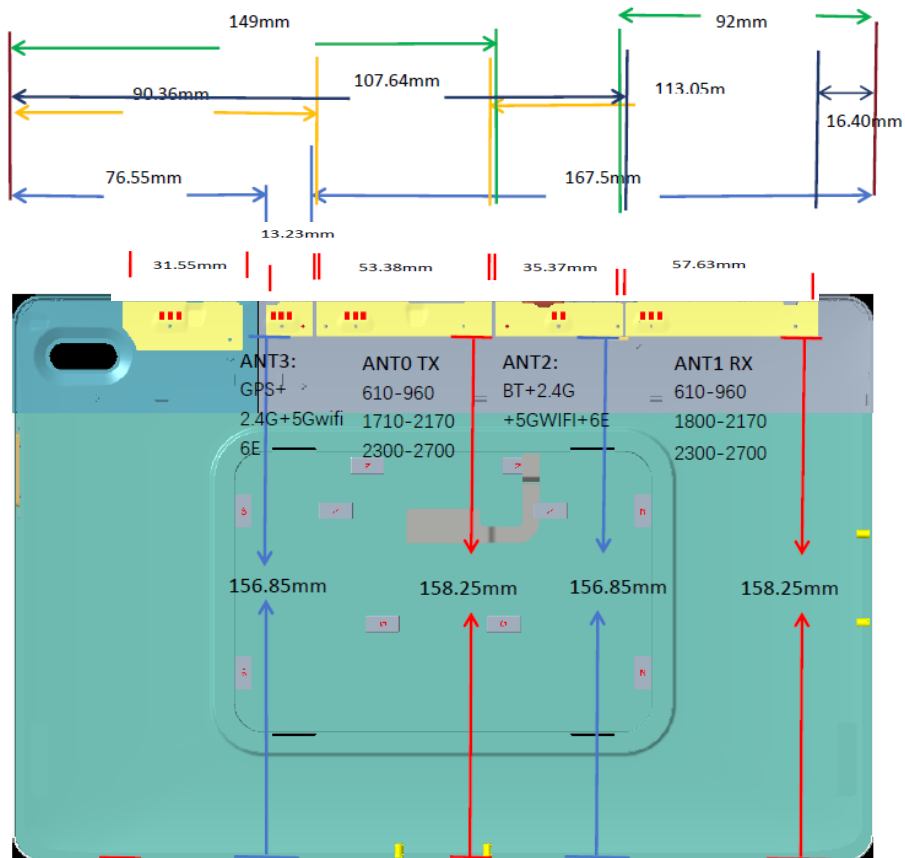 149mm
92mm
107.64mm
90.36mm
113.05m
16.40mm
76.55mm
167.5mm
13.23mm
31.55mm
53.38mm
35.37mm
57.63mm
ANT3:
GPS+
2.4G+5Gwifi
6E
ANT0 TX
610-960
1710-2170
2300-2700
ANT2:
BT+2.4G
+5GWIFI+6E
ANT1 RX
610-960
1800-2170
2300-2700
156.85mm
158.25mm
156.85mm
158.25mm